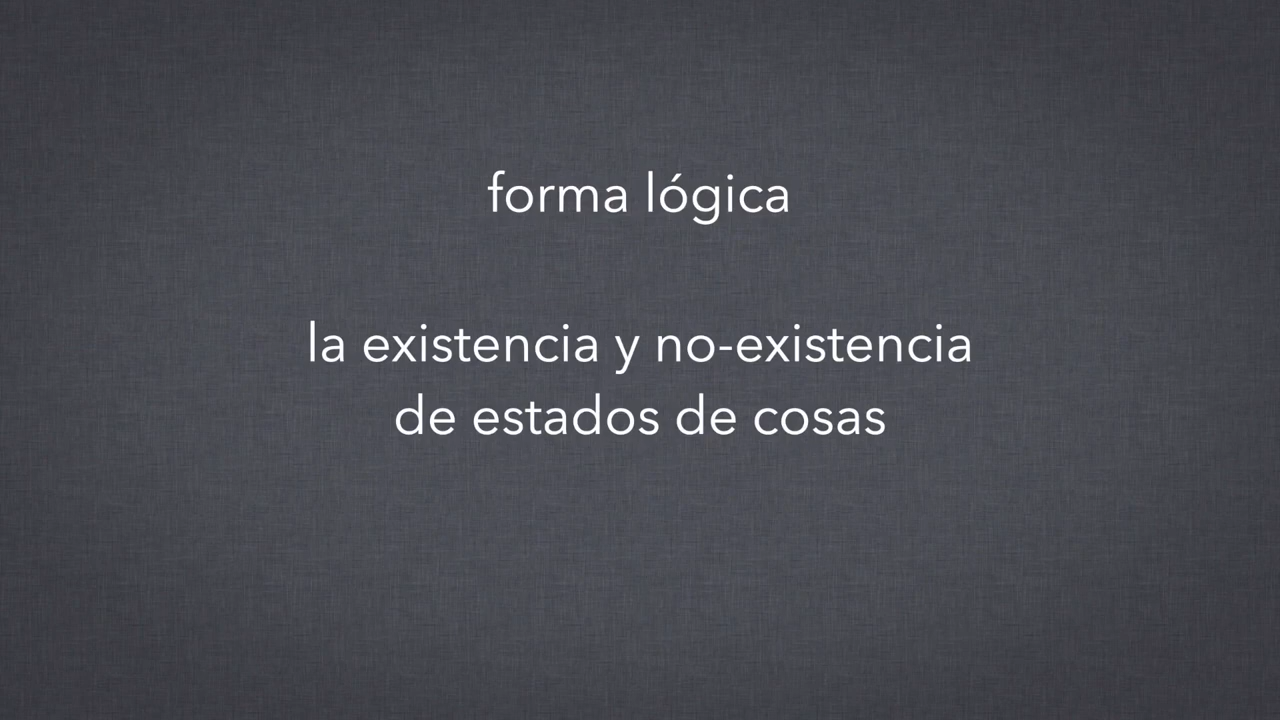 forma lógica
la existencia y no-existencia
de estados de cosas